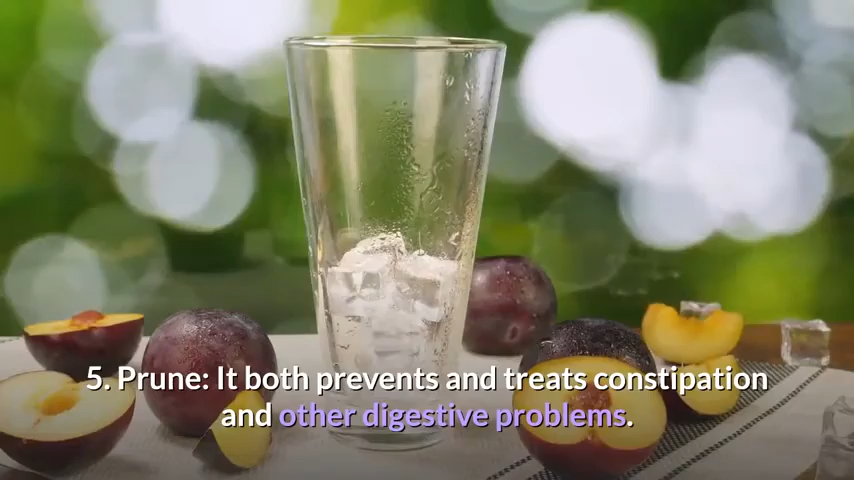 5. Prune: It both prevents and treats constipation
and other digestive problems.